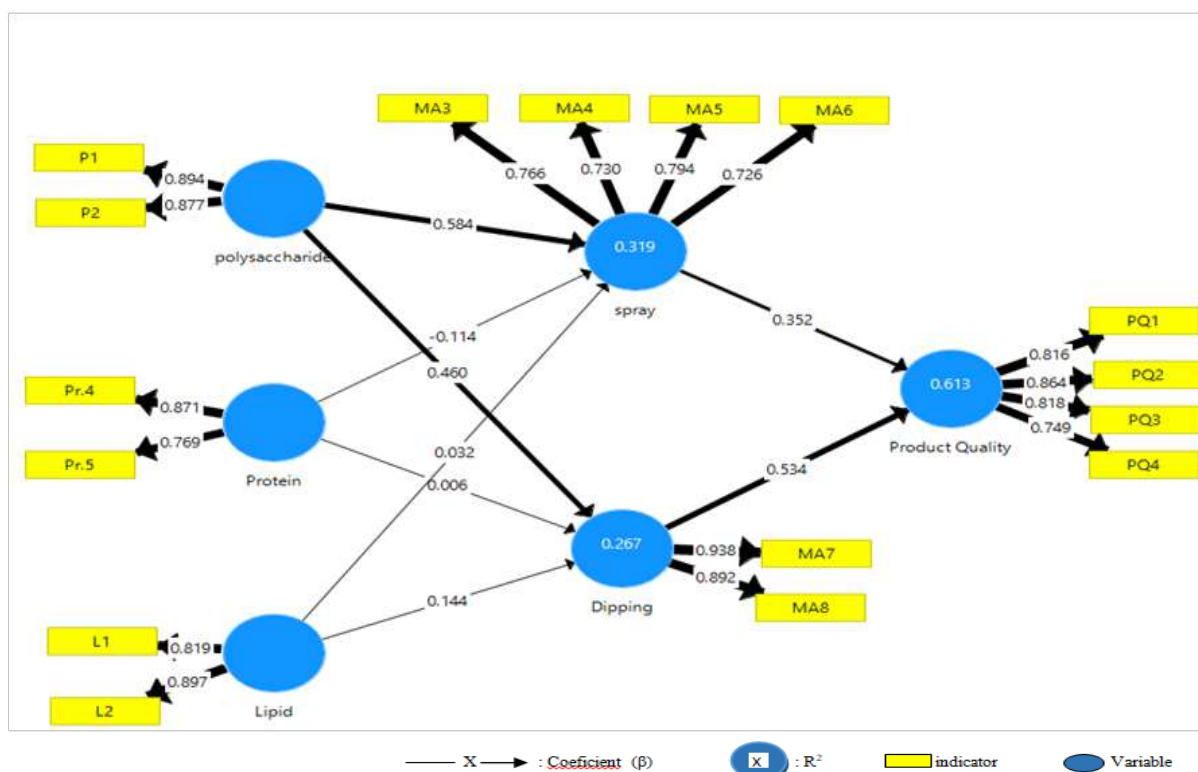 MA3 MA4 MA5 MA6
P1
0.894
P2
0.877
polysaccharide
0.766 0.730 0.794 0.726
0.584
0.319
spray
-0.114
0.460
0.352
Pr.4
0.871
Pr.5
0.769
Protein
0.032
0.006
0.613
Product Quality
0.816
PQ1
0.864
PQ2
0.818
PQ3
0.749
PQ4
0.534
0.267
Dipping
0.938
MA7
0.892
MA8
0.144
L1
0.819
L2
0.897
Lipid
X : Coeficient (β) X : R² indicator Variable